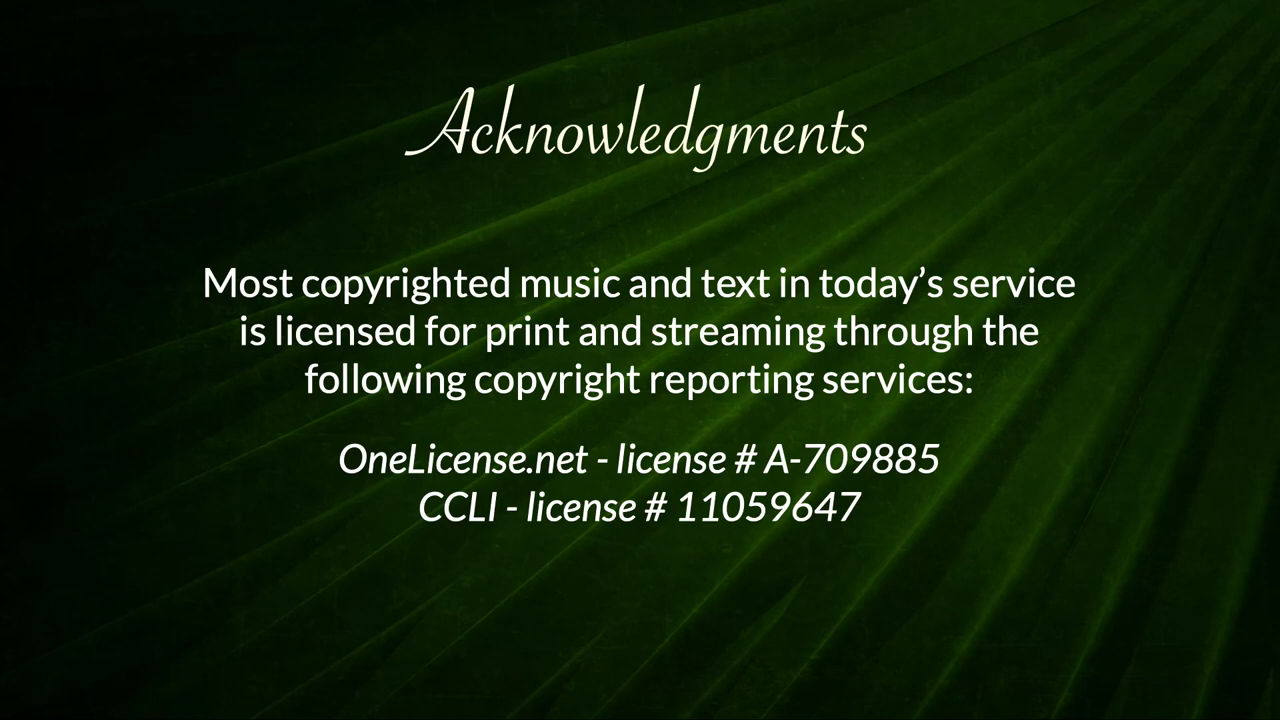 Acknowledgments
Most copyrighted music and text in today’s service
is licensed for print and streaming through the
following copyright reporting services:
OneLicense.net - license # A-709885
CCLI - license # 11059647